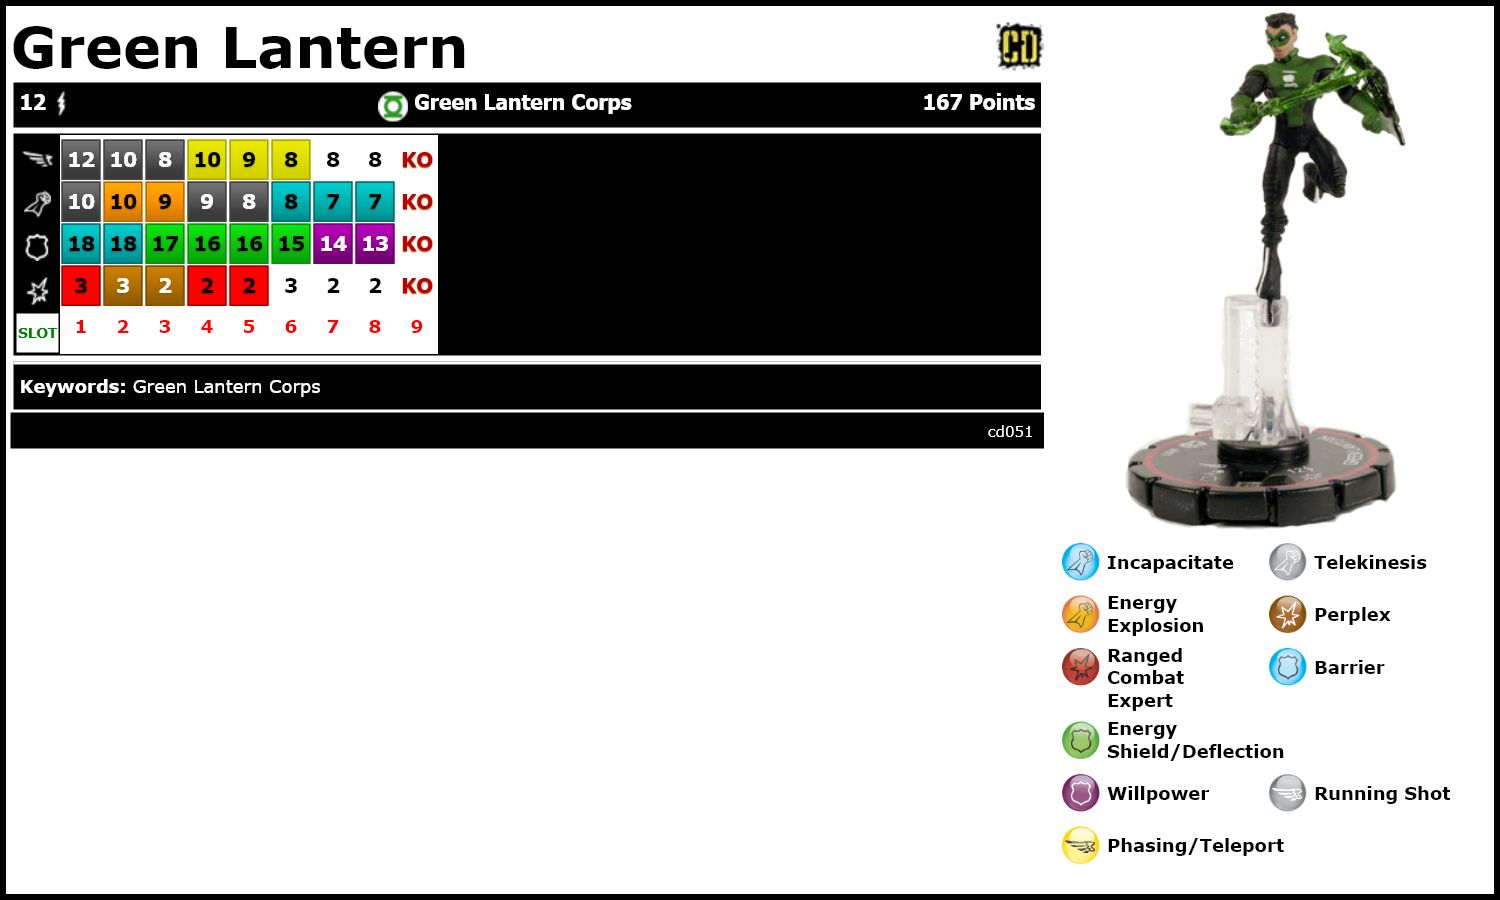 Green Lantern
CD
12 Green Lantern Corps 167 Points
12 10 8 10 9 8 8 8 KO
10 10 9 9 8 8 7 7 KO
18 18 17 16 16 15 14 13 KO
3 3 2 2 2 3 2 2 KO
SLOT 1 2 3 4 5 6 7 8 9
Keywords: Green Lantern Corps
cd051
Incapacitate
Telekinesis
Energy
Explosion
Perplex
Ranged
Combat
Expert
Barrier
Energy
Shield/Deflection
Willpower
Running Shot
Phasing/Teleport